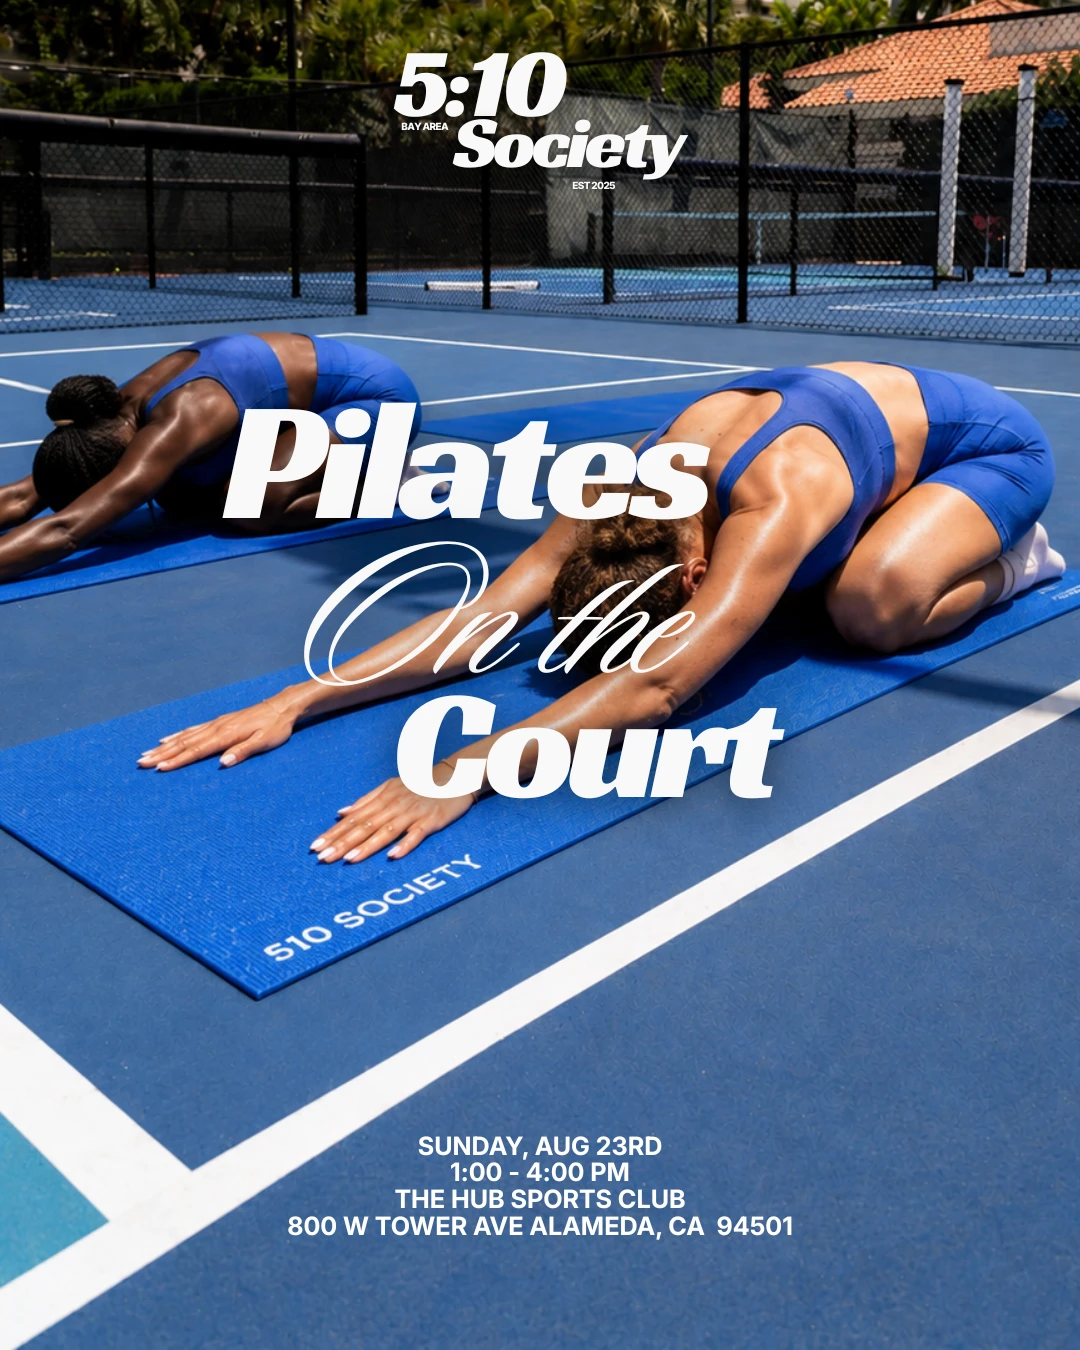 5:10
BAY AREA
Society
EST 2025
Pilates
On the
Court
510 SOCIETY
SUNDAY, AUG 23RD
1:00 - 4:00 PM
THE HUB SPORTS CLUB
800 W TOWER AVE ALAMEDA, CA 94501